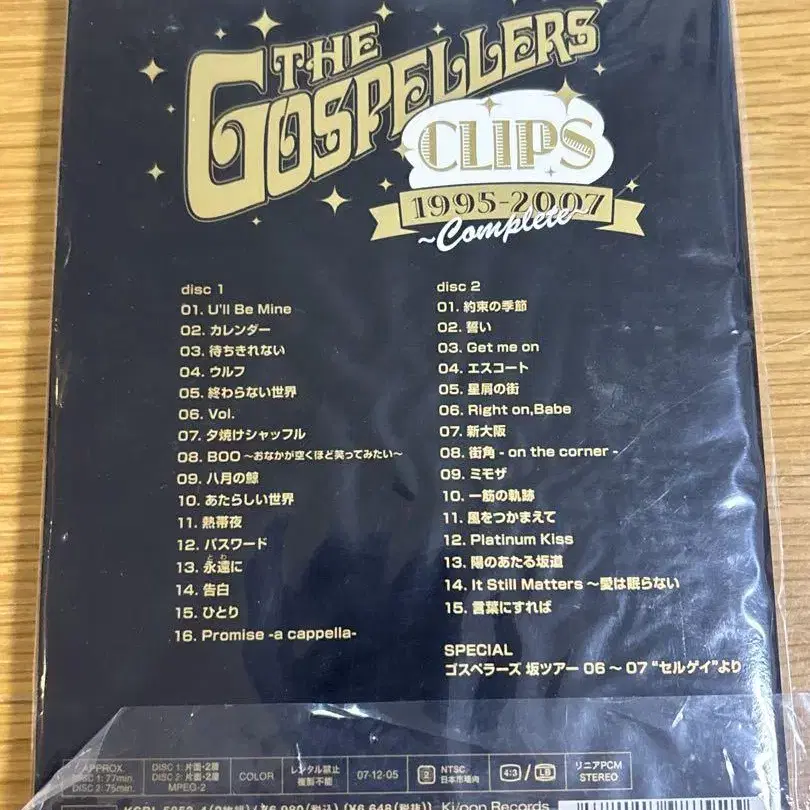 THE
GOSPELLERS
CLIPS
1995-2007
~Complete~
disc 1
01. U'll Be Mine
02. カレンダー
03. 待ちきれない
04. ウルフ
05. 終わらない世界
06. Vol.
07. 夕焼けシャッフル
08. BOO ～おなかが空くほど笑ってみたい～
09. 八月の鯨
10. あたらしい世界
11. 熱帯夜
12. パスワード
とわ
13. 永遠に
14. 告白
15. ひとり
16. Promise -a cappella-
disc 2
01. 約束の季節
02. 誓い
03. Get me on
04. エスコート
05. 星屑の街
06. Right on,Babe
07. 新大阪
08. 街角 - on the corner -
09. ミモザ
10. 一筋の軌跡
11. 風をつかまえて
12. Platinum Kiss
13. 陽のあたる坂道
14. It Still Matters ～愛は眠らない
15. 言葉にすれば
SPECIAL
ゴスペラーズ 坂ツアー 06 ～ 07 “セルゲイ”より
APPROX.
DISC 1: 77min.
DISC 2: 75min.
DISC 1: 片面・2層
DISC 2: 片面・2層
MPEG-2
COLOR
レンタル禁止
複製不能
07-12-05
2
NTSC
日本市場向
4:3 / LB
リニアPCM
STEREO
(¥6,648(税抜)) Ki/oon Records